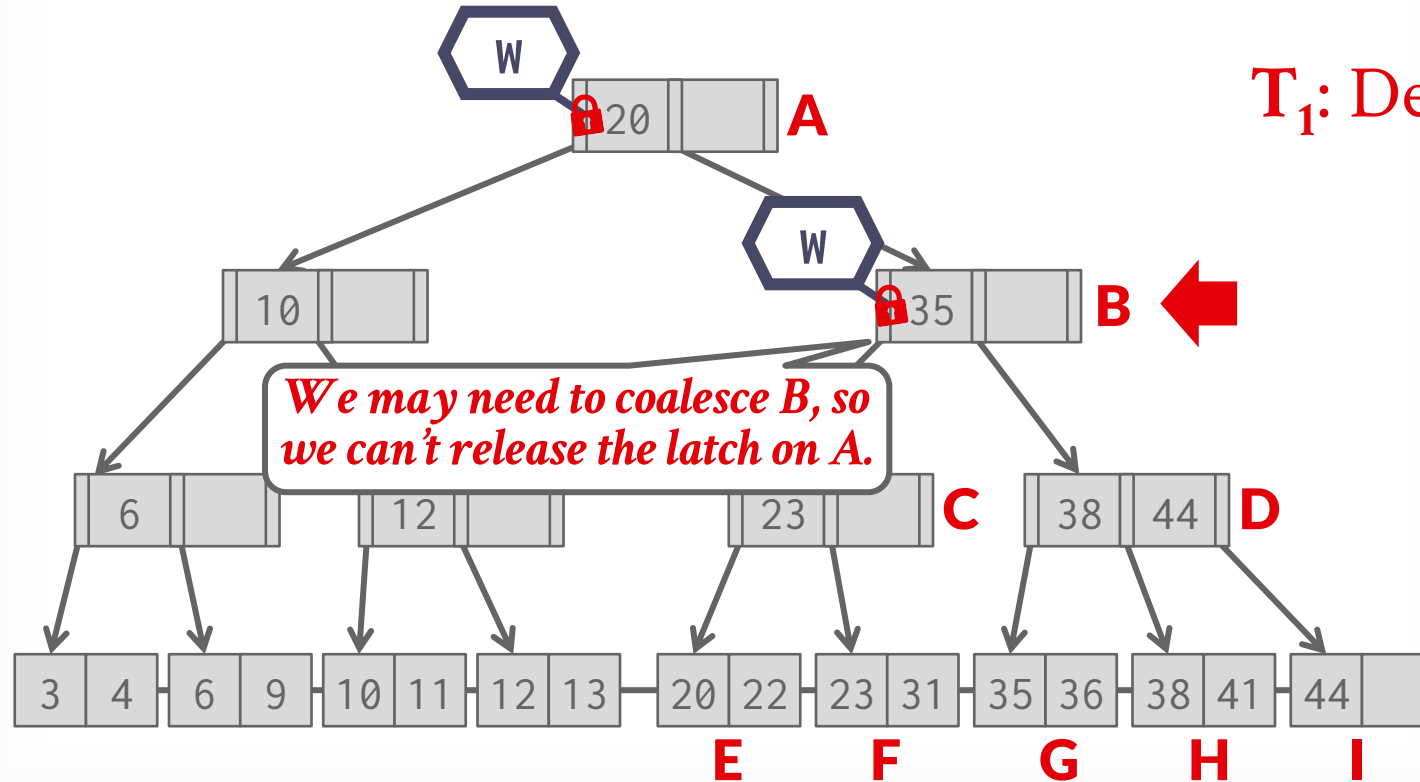 W
20
A
T1: De
W
10
35
B
We may need to coalesce B, so
we can't release the latch on A.
6
12
23
C
38 44
D
3 4
6 9
10 11
12 13
20 22
23 31
35 36
38 41
44
E
F
G
H
I